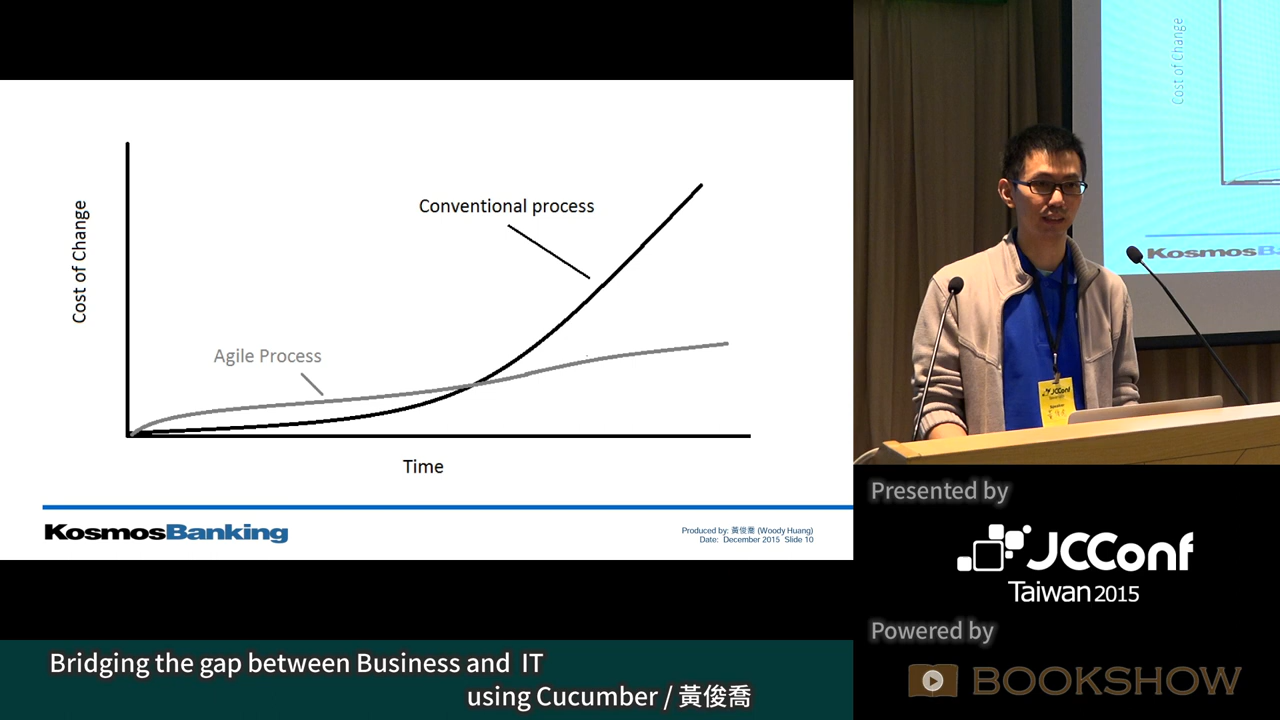 Cost of Change
Conventional process
Agile Process
Time
KosmosBanking
Produced by: 黃俊喬 (Woody Huang)
Date: December 2015 Slide 10
Cost of Change
KosmosBa
JCConf
Presented by
JCConf
Taiwan 2015
Powered by
BOOKSHOW
Bridging the gap between Business and IT
using Cucumber / 黃俊喬